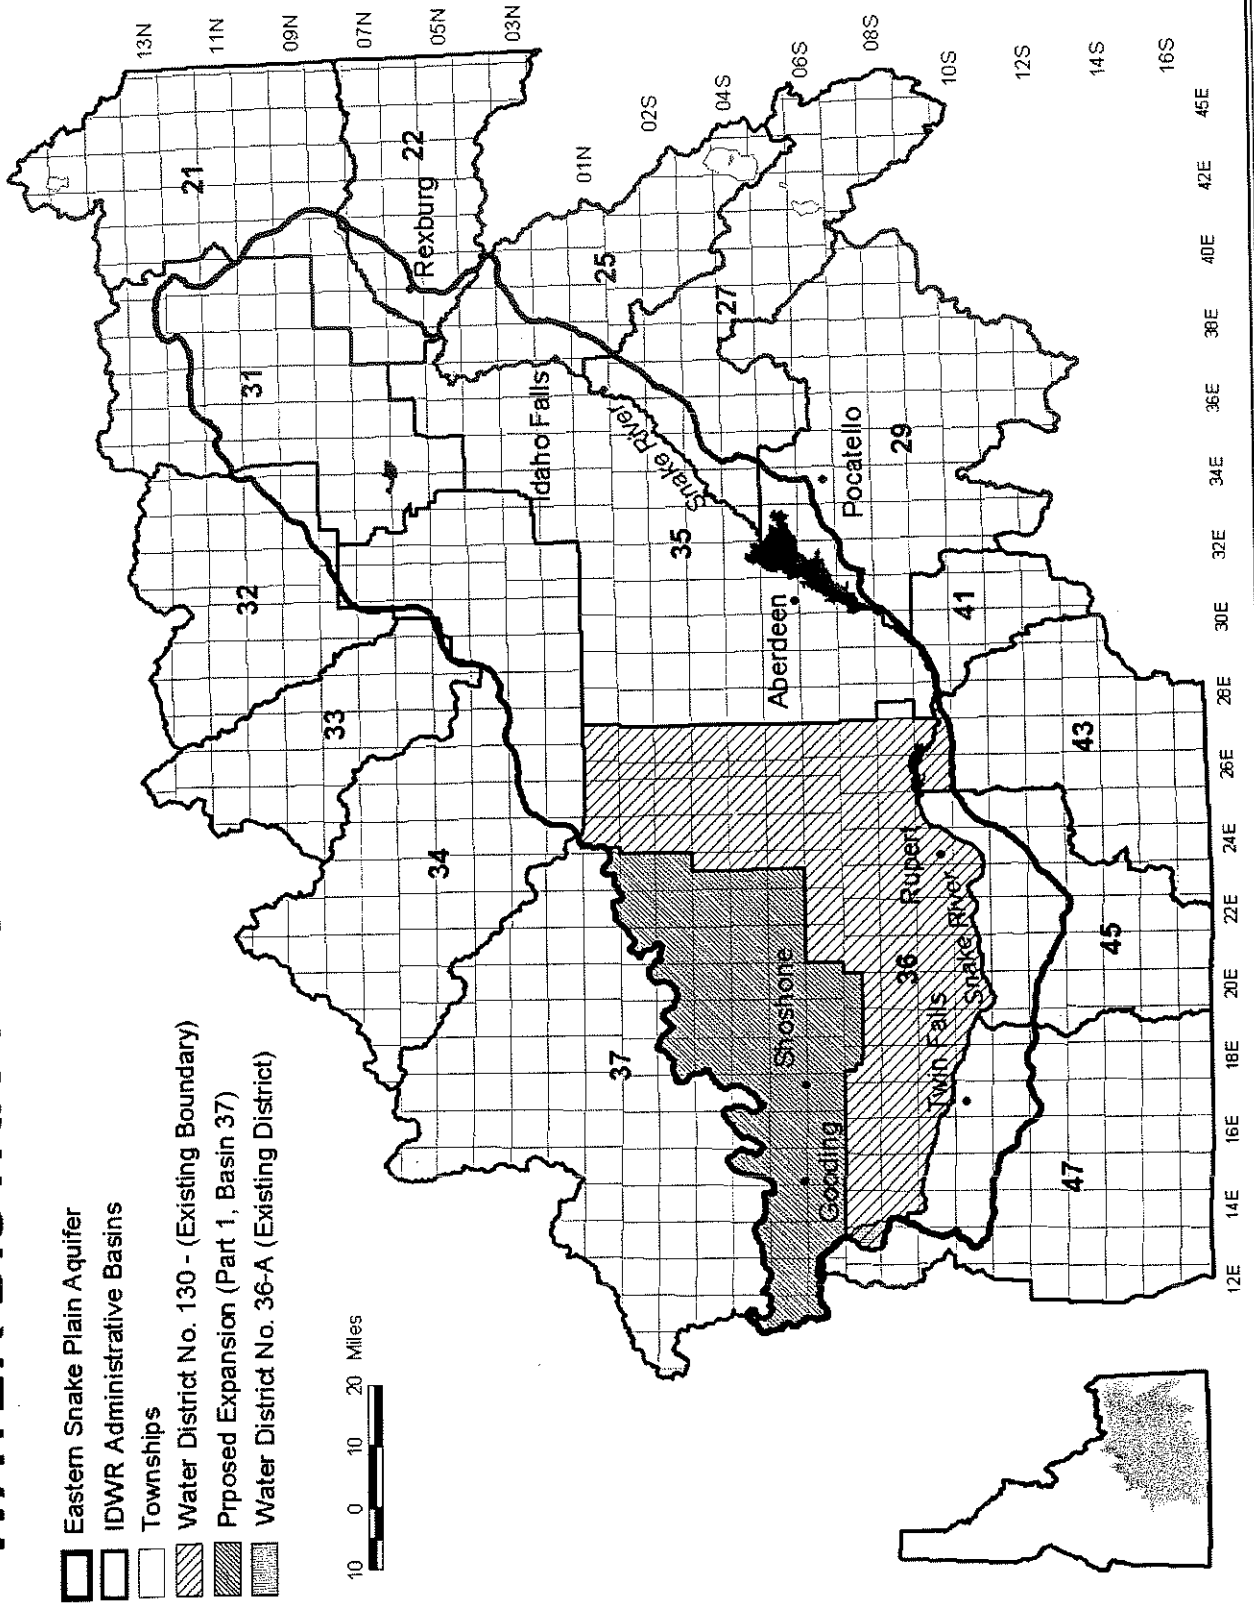 Eastern Snake Plain Aquifer
IDWR Administrative Basins
Townships
Water District No. 130 - (Existing Boundary)
Prposed Expansion (Part 1, Basin 37)
Water District No. 36-A (Existing District)
10 0 10 20 Miles
13N
11N
09N
07N
05N
03N
01N
02S
04S
06S
08S
10S
12S
14S
16S
21
22
Rexburg
31
32
33
34
25
27
Idaho Falls
Snake River
35
Pocatello
29
Aberdeen
41
37
Shoshone
Gooding
36
Rupert
Snake River
Twin Falls
43
45
47
12E 14E 16E 18E 20E 22E 24E 26E 28E 30E 32E 34E 36E 38E 40E 42E 45E